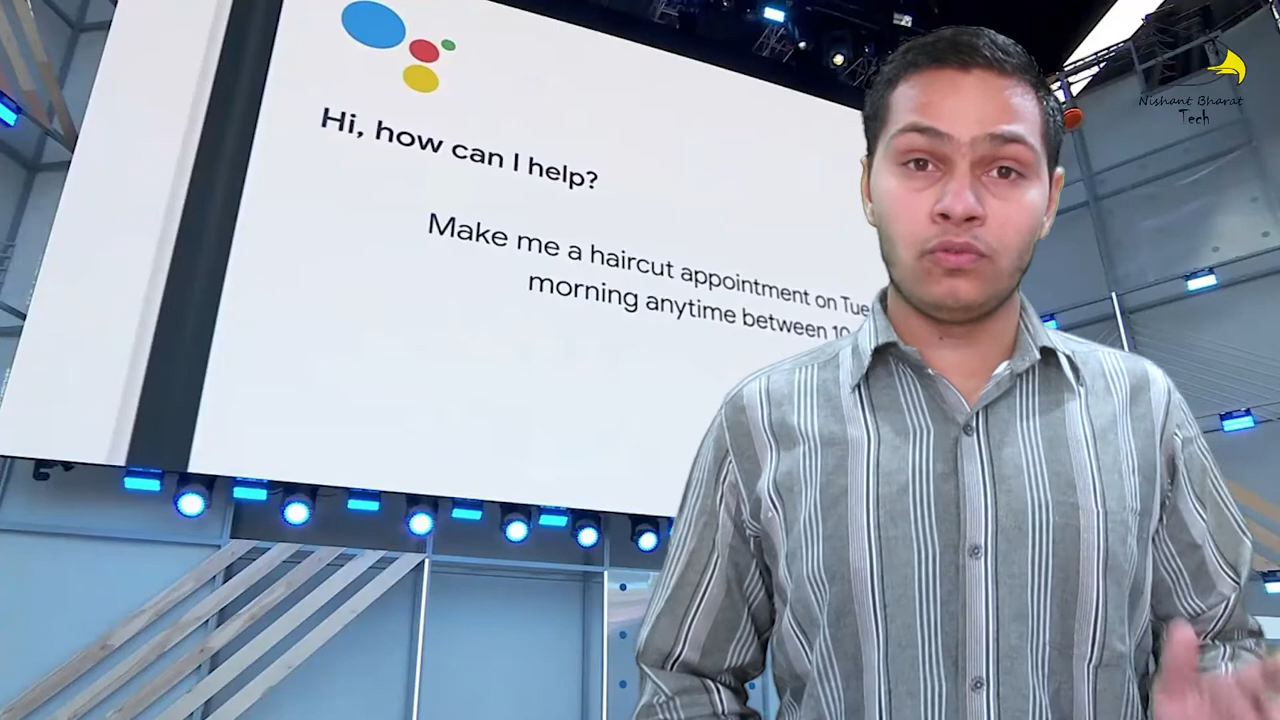 Hi, how can I help?
Make me a haircut appointment on Tue
morning anytime between 10
Nishant Bharat
Tech